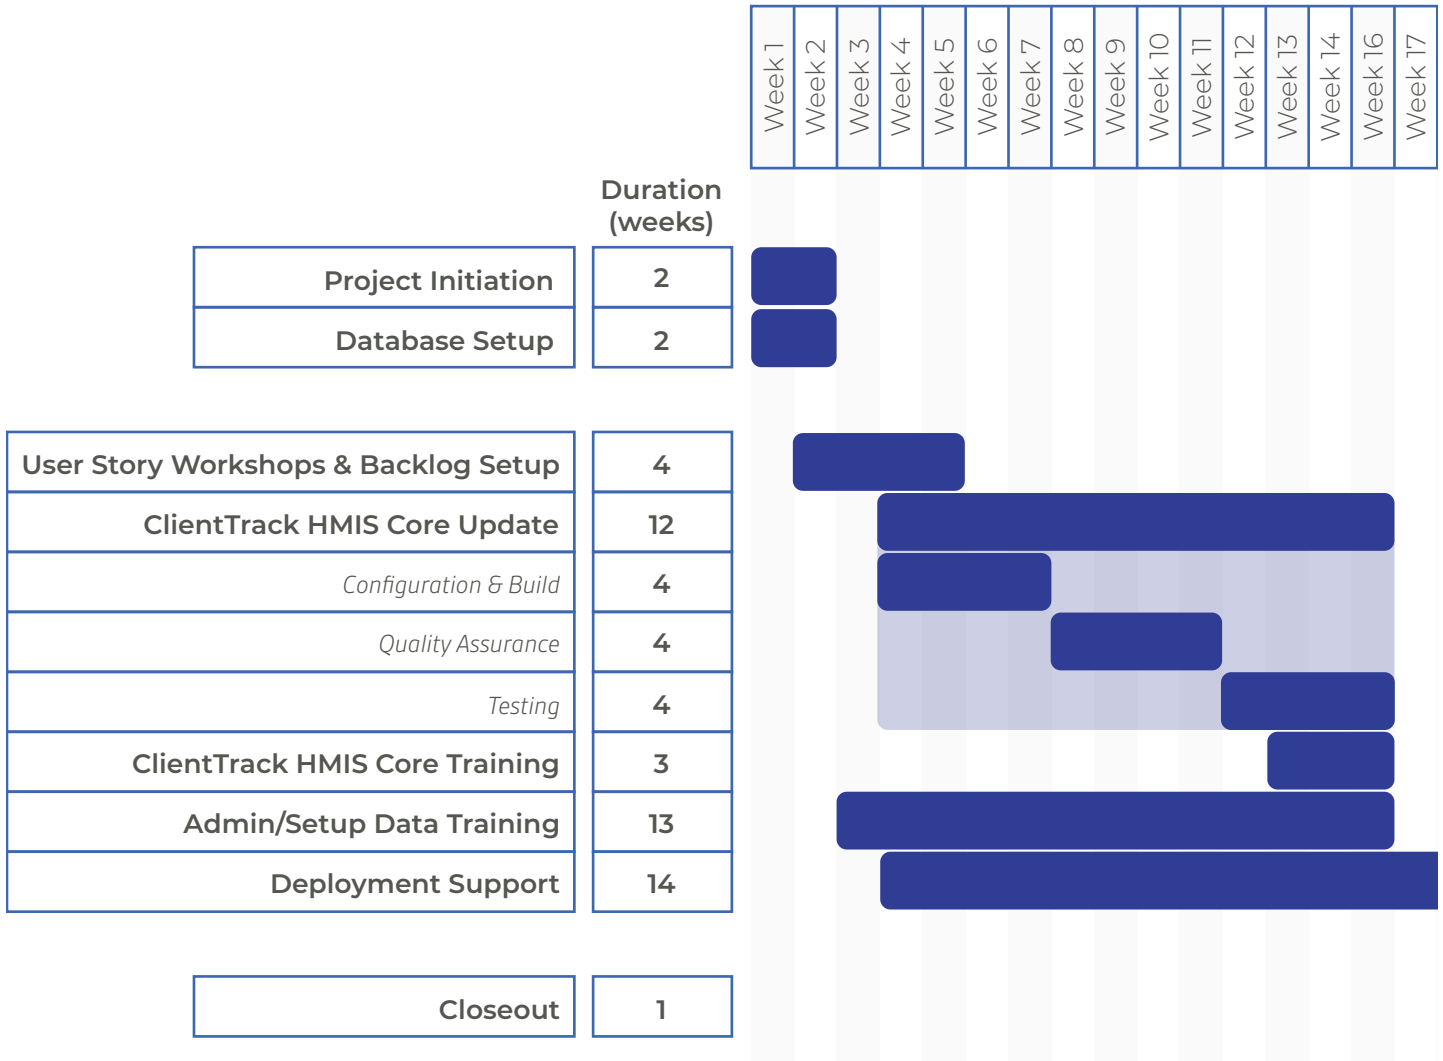 Week 1
Week 2
Week 3
Week 4
Week 5
Week 6
Week 7
Week 8
Week 9
Week 10
Week 11
Week 12
Week 13
Week 14
Week 16
Week 17
Duration
(weeks)
Project Initiation 2
Database Setup 2
User Story Workshops & Backlog Setup 4
ClientTrack HMIS Core Update 12
Configuration & Build 4
Quality Assurance 4
Testing 4
ClientTrack HMIS Core Training 3
Admin/Setup Data Training 13
Deployment Support 14
Closeout 1